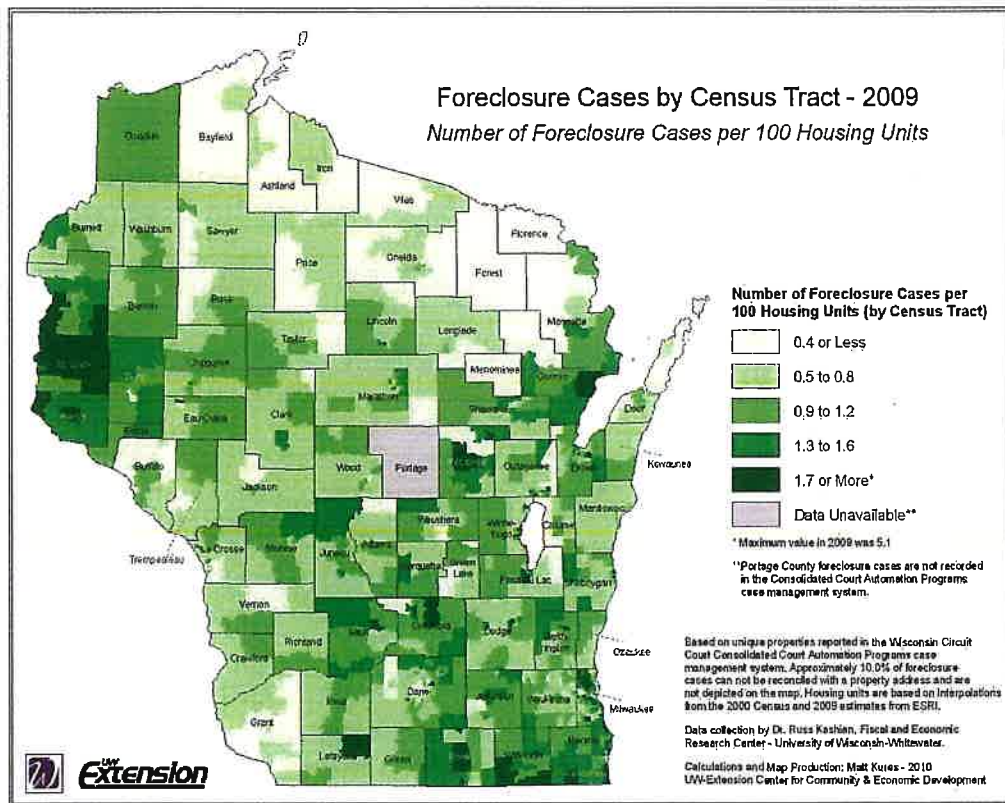 Foreclosure Cases by Census Tract - 2009
Number of Foreclosure Cases per 100 Housing Units
Douglas
Bayfield
Iron
Ashland
Vilas
Burnett
Washburn
Sawyer
Florence
Price
Oneida
Forest
Barron
Rusk
Lincoln
Marinette
Taylor
Langlade
Chippewa
Menominee
Marathon
Clark
Door
Eau Claire
Shawano
Buffalo
Wood
Portage
Outagamie
Brown
Kewaunee
Jackson
Waushara
Manitowoc
Trempealeau
La Crosse
Monroe
Juneau
Adams
Green
Lake
Fond du Lac
Sheboygan
Vernon
Richland
Dodge
Crawford
Ozaukee
Dane
Milwaukee
Grant
Iowa
Lafayette
Green
Number of Foreclosure Cases per
100 Housing Units (by Census Tract)
0.4 or Less
0.5 to 0.8
0.9 to 1.2
1.3 to 1.6
1.7 or More*
Data Unavailable**
* Maximum value in 2009 was 5.1
**Portage County foreclosure cases are not recorded
in the Consolidated Court Automation Programs
case management system.
Based on unique properties reported in the Wisconsin Circuit
Court Consolidated Court Automation Programs case
management system. Approximately 10.0% of foreclosure
cases can not be reconciled with a property address and are
not depicted on the map. Housing units are based on interpolations
from the 2000 Census and 2009 estimates from ESRI.
Data collection by Dr. Russ Kashian, Fiscal and Economic
Research Center - University of Wisconsin-Whitewater.
Calculations and Map Production: Matt Kures - 2010
UW-Extension Center for Community & Economic Development
UW
Extension